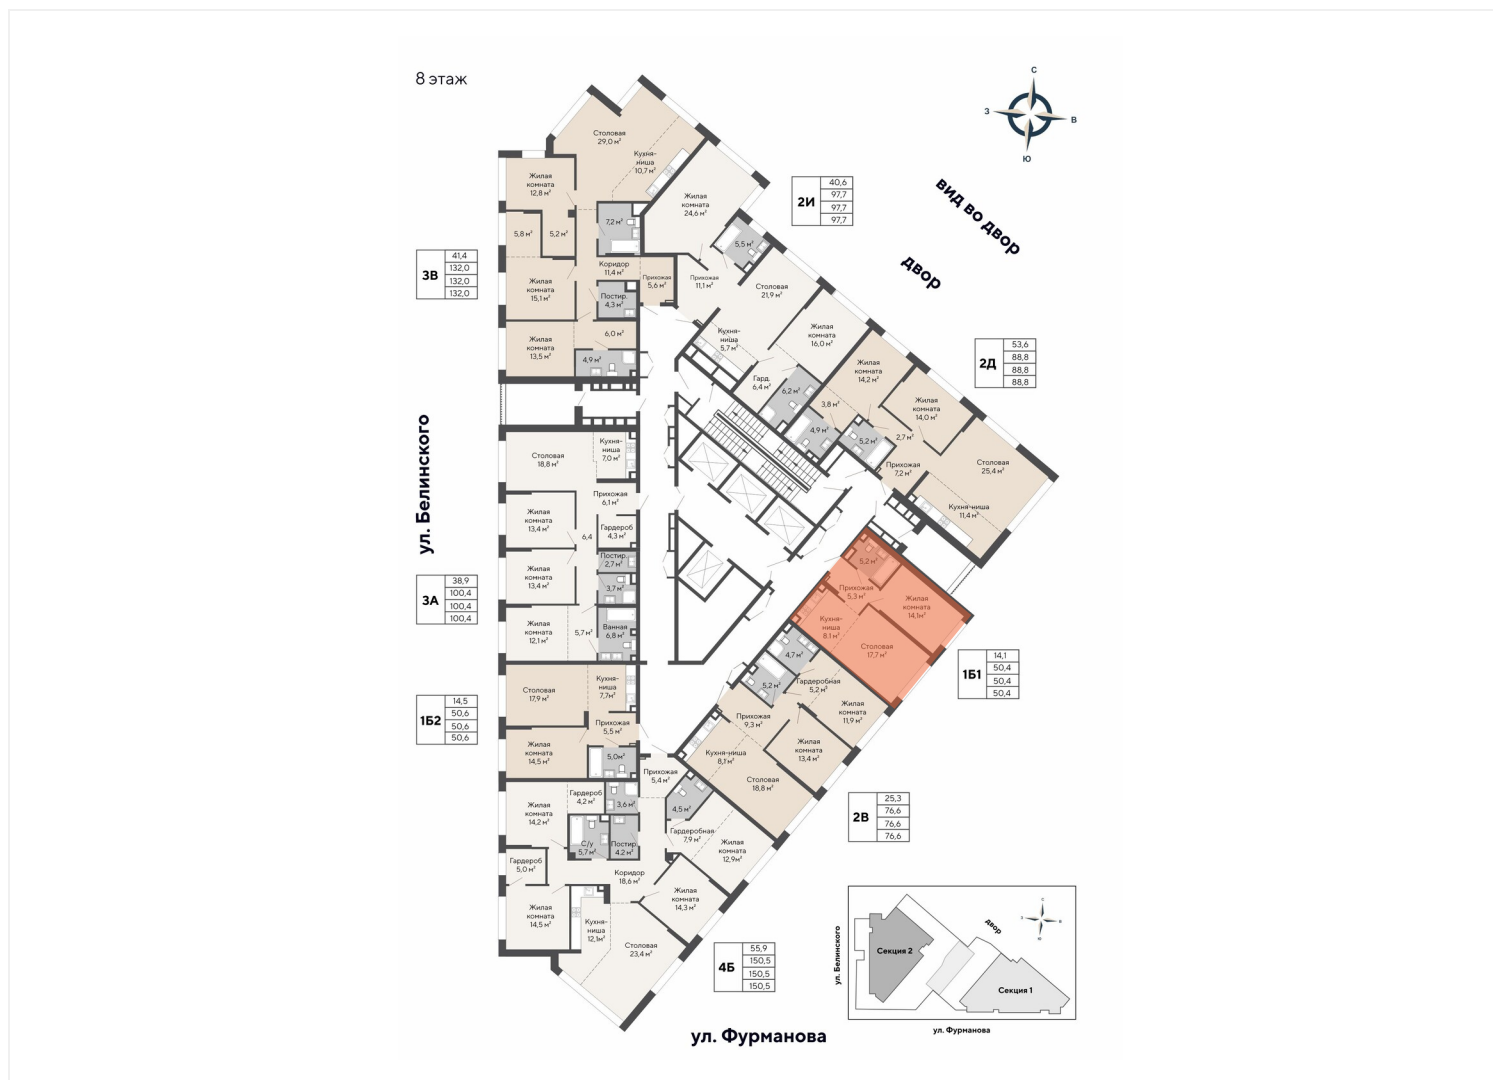 8 этаж
С
З
В
Ю
вид во двор
двор
2И
40,6
97,7
97,7
97,7
3В
41,4
132,0
132,0
132,0
2Д
53,6
88,8
88,8
88,8
ул. Белинского
3А
38,9
100,4
100,4
100,4
1Б2
14,5
50,6
50,6
50,6
1Б1
14,1
50,4
50,4
50,4
2В
25,3
76,6
76,6
76,6
4Б
55,9
150,5
150,5
150,5
Столовая
29,0 м²
Кухня-
ниша
10,7 м²
Жилая
комната
12,8 м²
7,2 м²
5,8 м²
5,2 м²
Коридор
11,4 м²
Прихожая
5,6 м²
Жилая
комната
15,1 м²
Постир.
4,3 м²
Жилая
комната
13,5 м²
6,0 м²
4,9 м²
Жилая
комната
24,6 м²
5,5 м²
Прихожая
11,1 м²
Столовая
21,9 м²
Кухня-
ниша
5,7 м²
Жилая
комната
16,0 м²
Гард.
6,4 м²
6,2 м²
Жилая
комната
14,2 м²
3,8 м²
4,9 м²
5,2 м²
2,7 м²
Жилая
комната
14,0 м²
Прихожая
7,2 м²
Столовая
25,4 м²
Кухня-ниша
11,4 м²
Столовая
18,8 м²
Кухня-
ниша
7,0 м²
Прихожая
6,1 м²
Жилая
комната
13,4 м²
6,4
Гардероб
4,3 м²
Постир.
2,7 м²
Жилая
комната
13,4 м²
3,7 м²
Жилая
комната
12,1 м²
5,7 м²
Ванная
6,8 м²
5,2 м²
Прихожая
5,3 м²
Жилая
комната
14,1м²
Кухня-
ниша
8,1 м²
Столовая
17,7 м²
Столовая
17,9 м²
Кухня-
ниша
7,7м²
Прихожая
5,5 м²
Жилая
комната
14,5 м²
5,0м²
4,7 м²
5,2 м²
Гардеробная
5,2 м²
Жилая
комната
11,9 м²
Прихожая
9,3 м²
Жилая
комната
13,4 м²
Кухня-ниша
8,1 м²
Столовая
18,8 м²
Прихожая
5,4 м²
Гардероб
4,2 м²
3,6 м²
4,5 м²
Жилая
комната
14,2 м²
С/у
5,7 м²
Постир.
4,2 м²
Гардеробная
7,9 м²
Жилая
комната
12,9м²
Гардероб
5,0 м²
Коридор
18,6 м²
Жилая
комната
14,3 м²
Жилая
комната
14,5 м²
Кухня-
ниша
12,1м²
Столовая
23,4 м²
ул. Фурманова
ул. Белинского
двор
С
З
В
Ю
Секция 2
Секция 1
ул. Фурманова